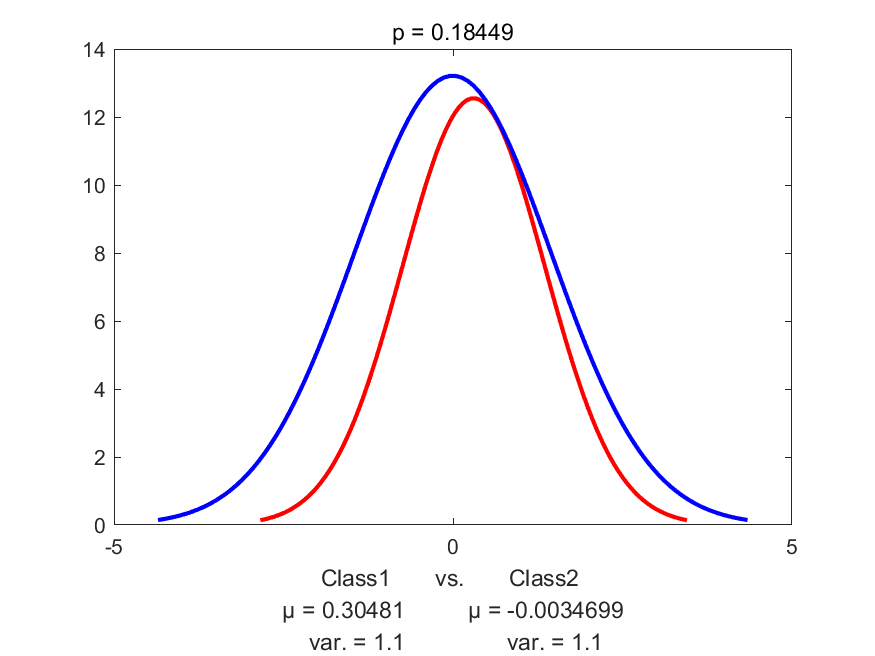 p = 0.18449
14
12
10
8
6
4
2
0
-5 0 5
Class1 vs. Class2
μ = 0.30481 μ = -0.0034699
var. = 1.1 var. = 1.1